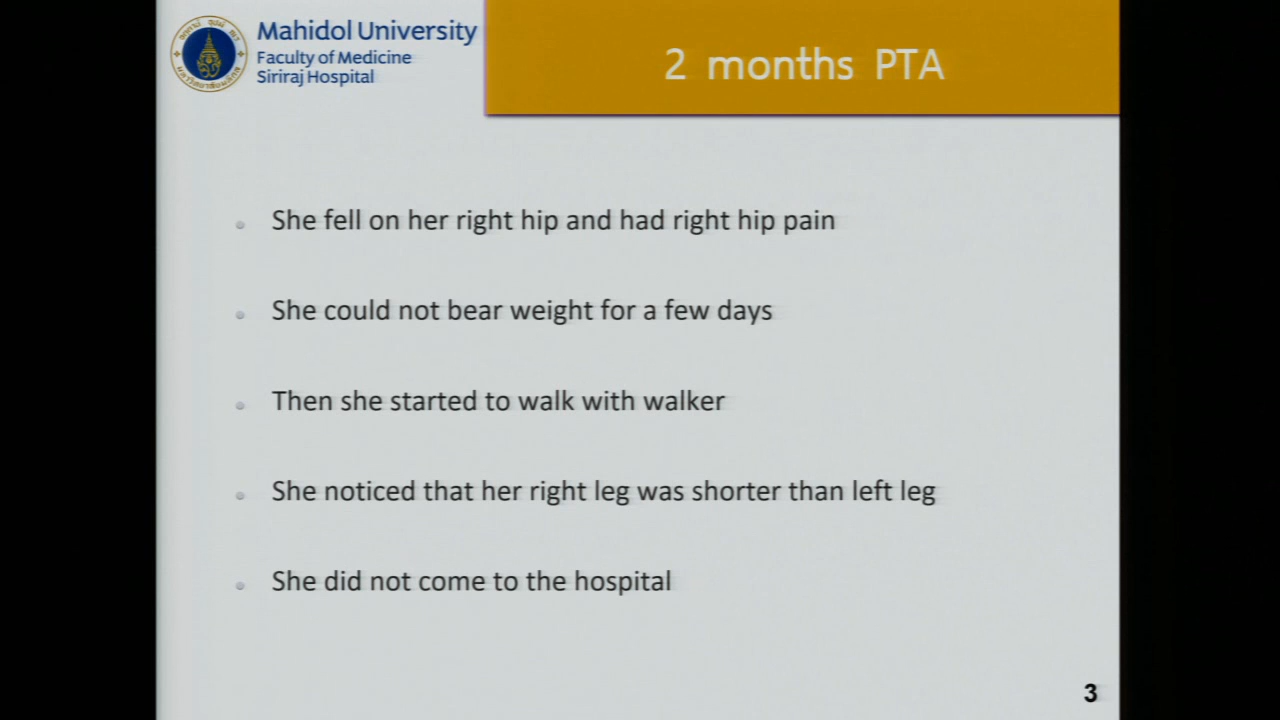 Mahidol University
Faculty of Medicine
Siriraj Hospital
2 months PTA
She fell on her right hip and had right hip pain
She could not bear weight for a few days
Then she started to walk with walker
She noticed that her right leg was shorter than left leg
She did not come to the hospital
3